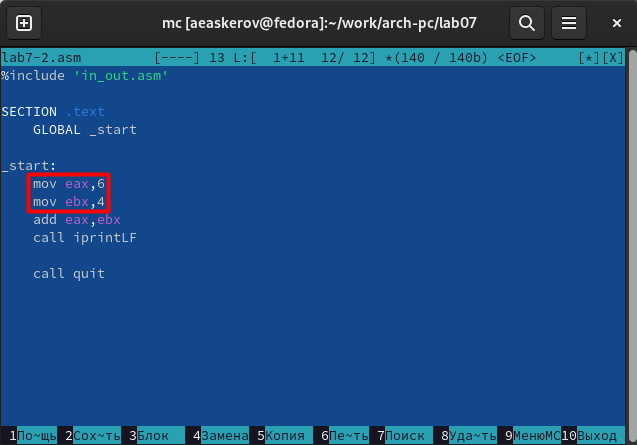 mc [aeaskerov@fedora]:~/work/arch-pc/lab07
lab7-2.asm [----] 13 L:[ 1+11 12/ 12] *(140 / 140b) <EOF> [*][X]
%include 'in_out.asm'
SECTION .text
GLOBAL _start
_start:
mov eax,6
mov ebx,4
add eax,ebx
call iprintLF
call quit
1По~щь 2Сох~ть 3Блок 4Замена 5Копия 6Пе~ть 7Поиск 8Уда~ть 9МенюMC 10Выход